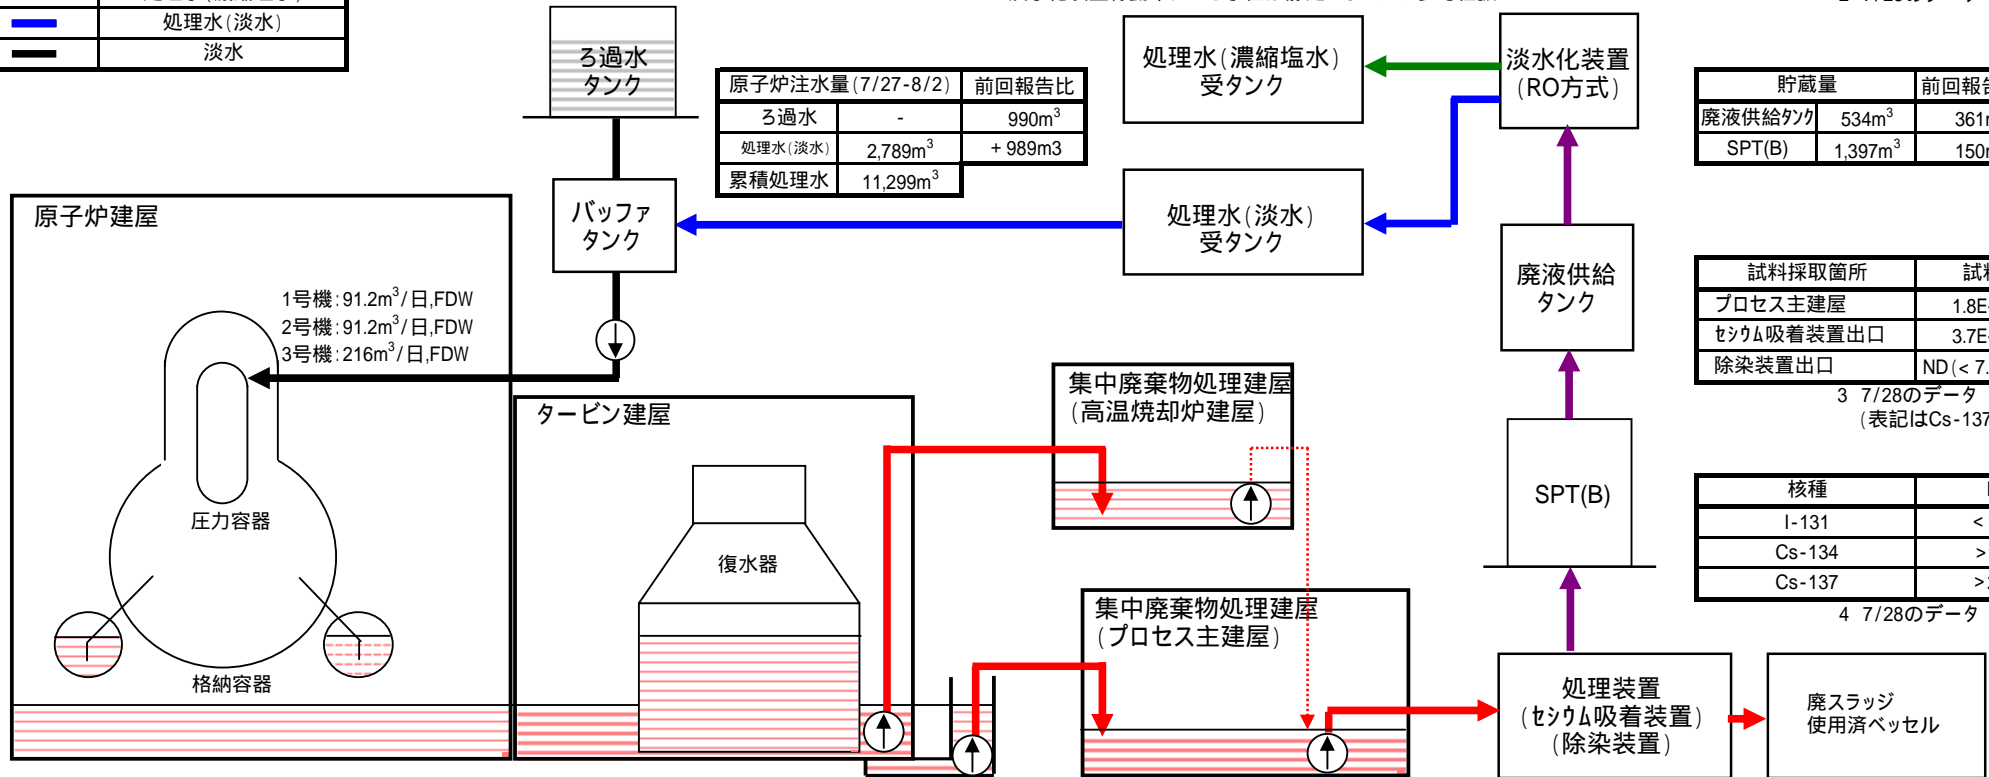 処理水(淡水)
淡水
ろ過水
タンク
原子炉注水量(7/27-8/2) 前回報告比
ろ過水 - 990m³
処理水(淡水) 2,789m³ +989m3
累積処理水 11,299m³
処理水(濃縮塩水)
受タンク
淡水化装置
(RO方式)
貯蔵量
廃液供給タンク 534m³
SPT(B) 1,397m³
原子炉建屋
バッファ
タンク
処理水(淡水)
受タンク
廃液供給
タンク
試料採取箇所
プロセス主建屋
セシウム吸着装置出口
除染装置出口
3 7/28のデータ
1号機:91.2m³/日,FDW
2号機:91.2m³/日,FDW
3号機:216m³/日,FDW
圧力容器
格納容器
タービン建屋
復水器
集中廃棄物処理建屋
(高温焼却炉建屋)
集中廃棄物処理建屋
(プロセス主建屋)
SPT(B)
核種
I-131 <
Cs-134 >
Cs-137
4 7/28のデータ
処理装置
(セシウム吸着装置)
(除染装置)
廃スラッジ
使用済ベッセル